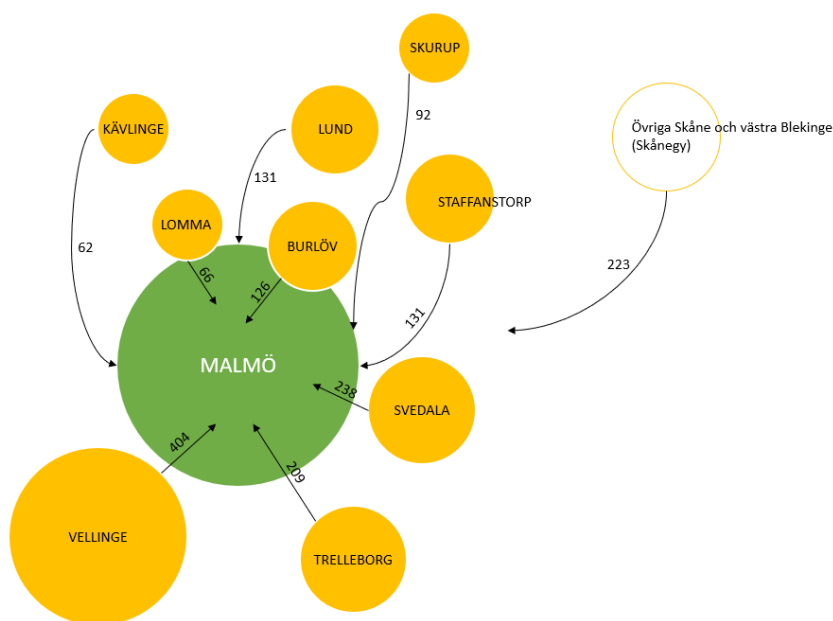 SKURUP
92
KÄVLINGE
LUND
Övriga Skåne och västra Blekinge
(Skånegy)
131
STAFFANSTORP
LOMMA
BURLÖV
62
66
126
223
131
MALMÖ
238
SVEDALA
404
209
VELLINGE
TRELLEBORG